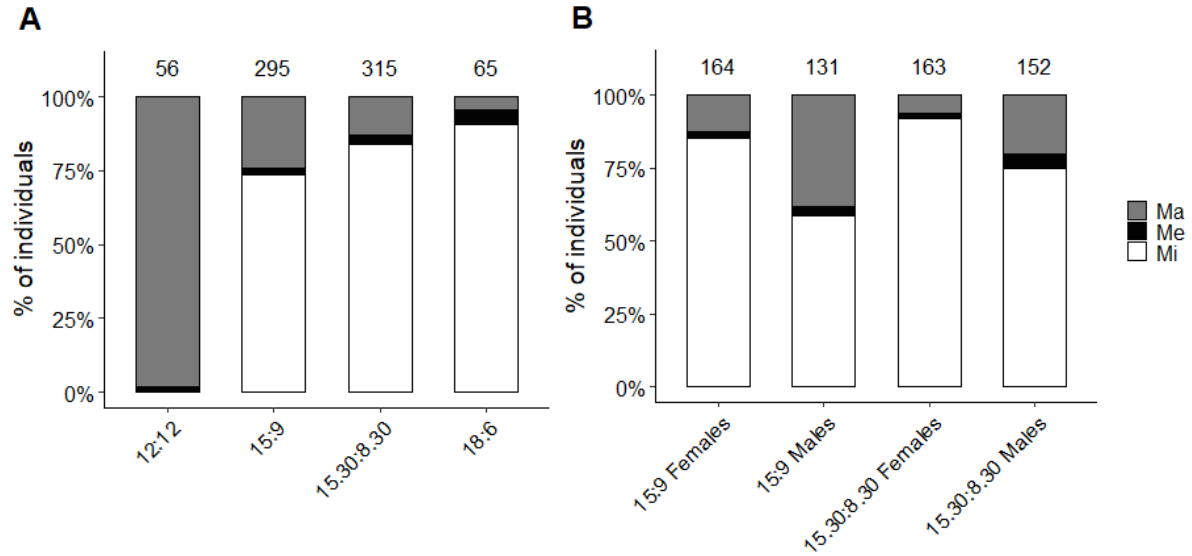 A
56 295 315 65
100%
75%
50%
25%
0%
% of individuals
12:12 15:9 15.30:8.30 18:6
B
164 131 163 152
100%
75%
50%
25%
0%
% of individuals
15:9 Females 15:9 Males 15.30:8.30 Females 15.30:8.30 Males
Ma
Me
Mi